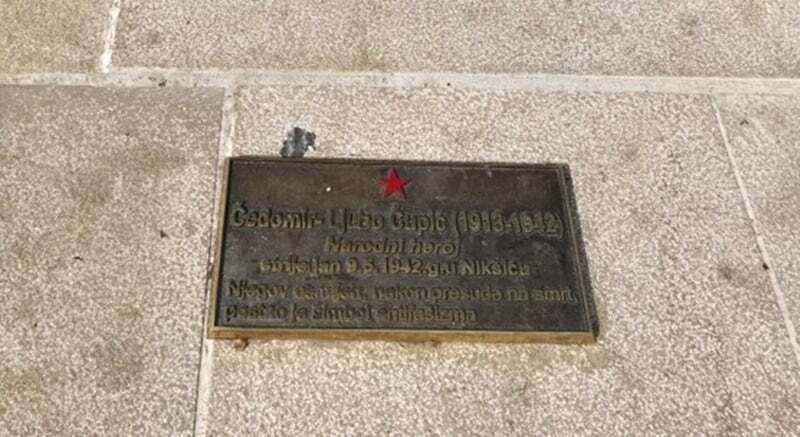 Čedomir- Ljubo Čupić (1913-1942)
Narodni heroj
strijeljan 9.5.1942.g.u Nikšiću
Njegov osmijeh, nakon presude na smrt,
postao je simbol antifašizma